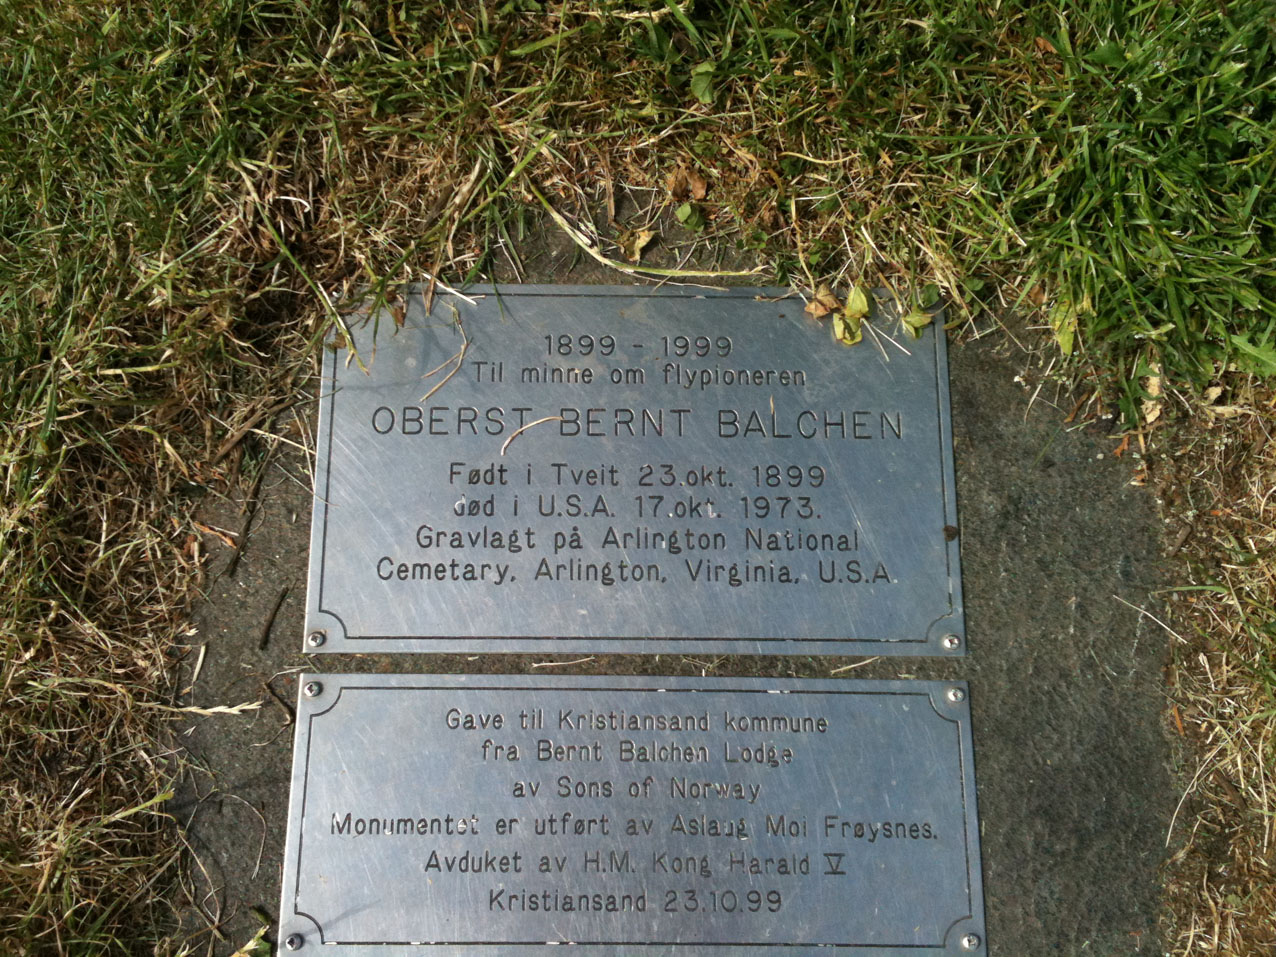 1899 - 1999
Til minne om flypioneren
OBERST BERNT BALCHEN
Født i Tveit 23.okt. 1899
død i U.S.A. 17.okt. 1973.
Gravlagt på Arlington National
Cemetary, Arlington, Virginia, U.S.A.
Gave til Kristiansand kommune
fra Bernt Balchen Lodge
av Sons of Norway
Monumentet er utført av Aslaug Moi Frøysnes.
Avduket av H.M. Kong Harald V
Kristiansand 23.10.99